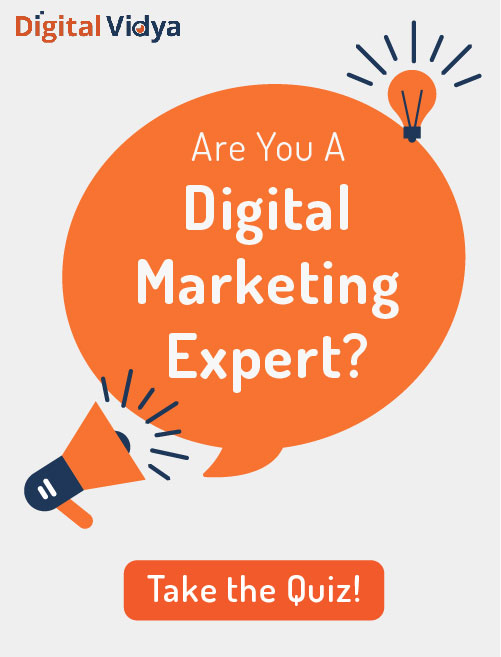 Digital Vidya
Are You A
Digital
Marketing
Expert?
Take the Quiz!